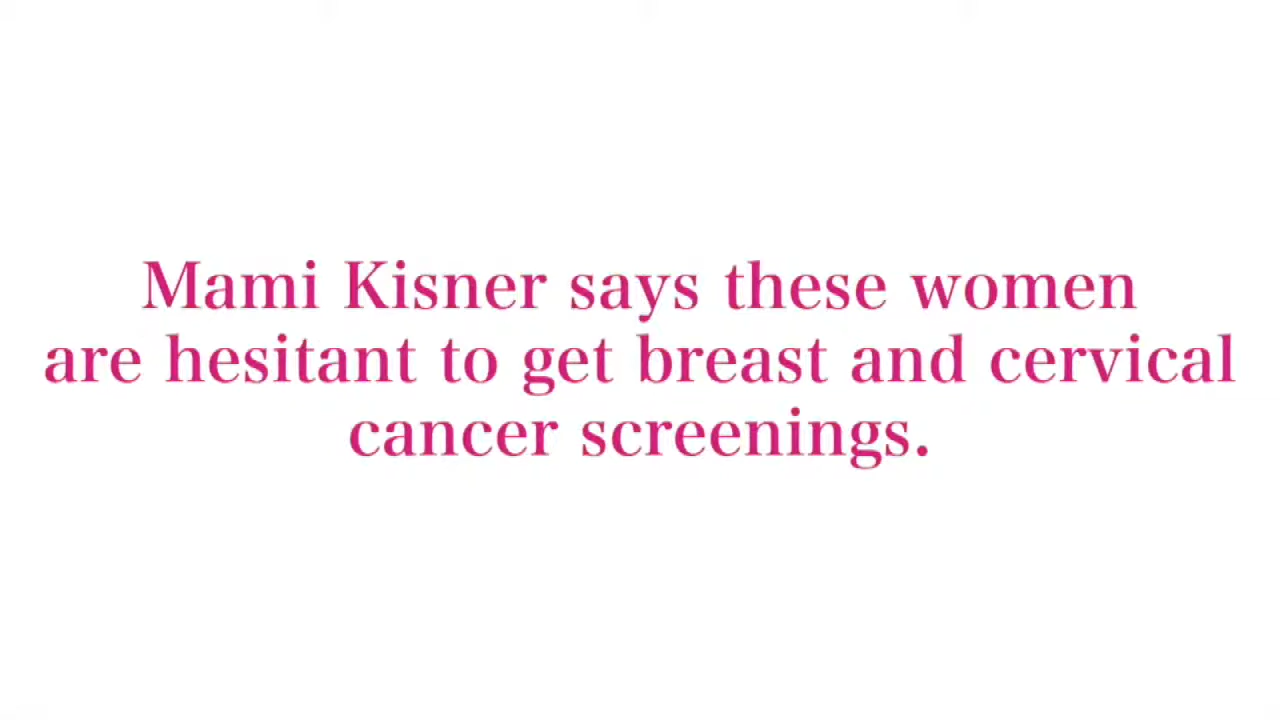 Mami Kisner says these women
are hesitant to get breast and cervical
cancer screenings.